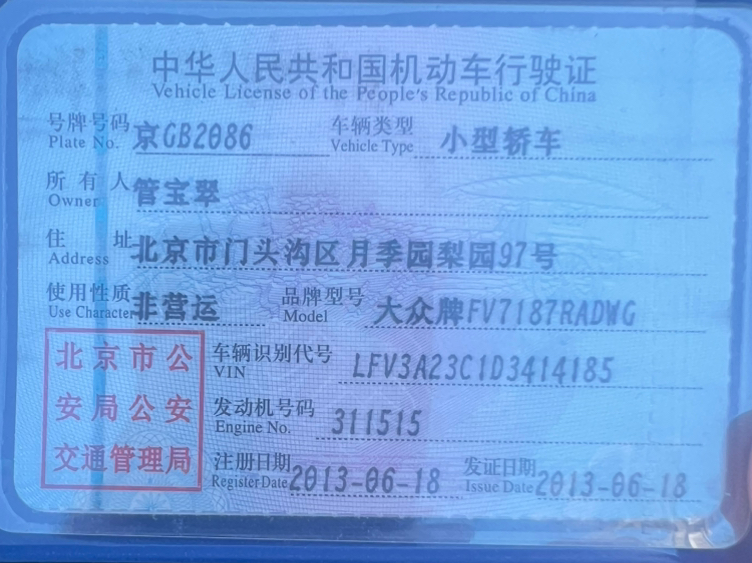 中华人民共和国机动车行驶证
Vehicle License of the People's Republic of China
号牌号码 京GB2086 车辆类型 小型轿车
Plate No. Vehicle Type
所有人 管宝翠
Owner
住址 北京市门头沟区月季园梨园97号
Address
使用性质 非营运 品牌型号 大众牌FV7187RADWG
Use Character Model
北京市公
安局公安
交通管理局
车辆识别代号 LFV3A23C1D3414185
VIN
发动机号码 311515
Engine No.
注册日期 2013-06-18 发证日期 2013-06-18
Register Date Issue Date